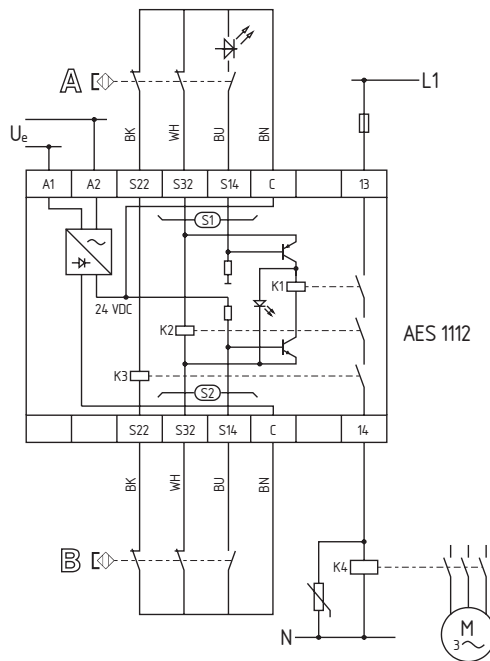 A
L1
BK
WH
BU
BN
Ue
A1 A2 S22 S32 S14 C 13
S1
K1
24 VDC
K2
AES 1112
K3
S2
S22 S32 S14 C 14
BK
WH
BU
BN
B
K4
M
3
N